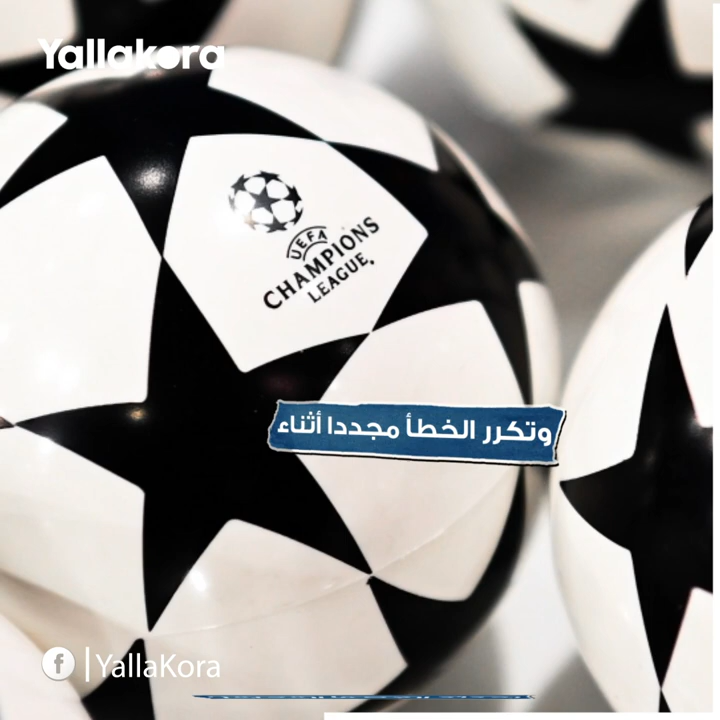 Yallakora
UEFA
CHAMPIONS
LEAGUE.
وتكرر الخطأ مجددا أثناء
f | YallaKora